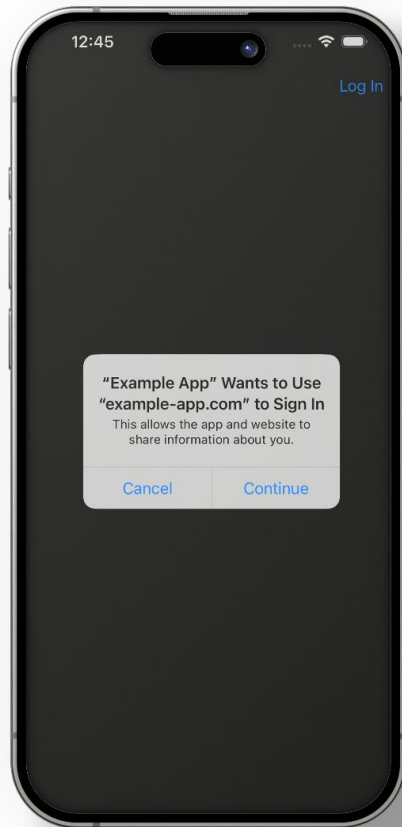 12:45
Log In
“Example App” Wants to Use
“example-app.com” to Sign In
This allows the app and website to
share information about you.
Cancel Continue